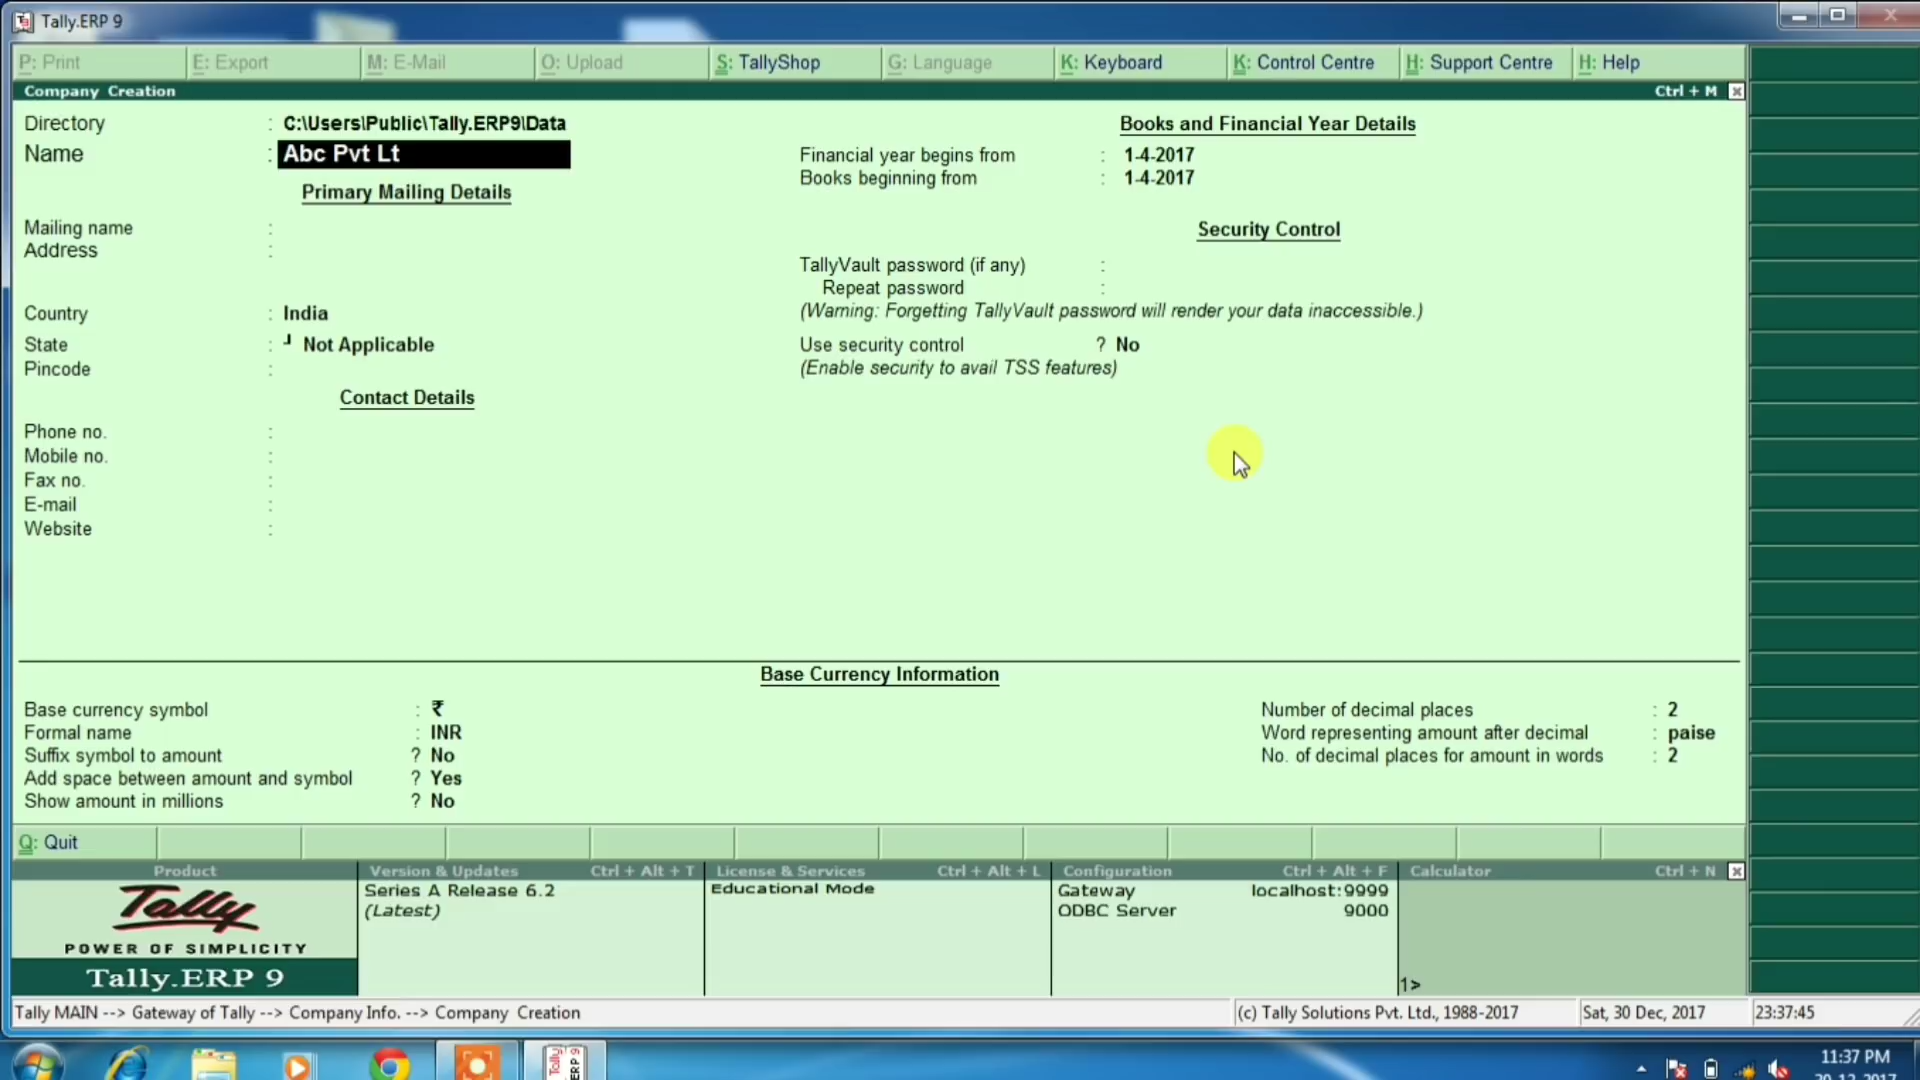 Tally.ERP 9
P: Print E: Export M: E-Mail O: Upload S: TallyShop G: Language K: Keyboard K: Control Centre H: Support Centre H: Help
Company Creation Ctrl + M
Directory : C:\Users\Public\Tally.ERP9\Data
Name : Abc Pvt Lt
Primary Mailing Details
Mailing name :
Address :
Country : India
State : ┘ Not Applicable
Pincode :
Contact Details
Phone no. :
Mobile no. :
Fax no. :
E-mail :
Website :
Books and Financial Year Details
Financial year begins from : 1-4-2017
Books beginning from : 1-4-2017
Security Control
TallyVault password (if any) :
Repeat password :
(Warning: Forgetting TallyVault password will render your data inaccessible.)
Use security control ? No
(Enable security to avail TSS features)
Base Currency Information
Base currency symbol : ₹
Formal name : INR
Suffix symbol to amount ? No
Add space between amount and symbol ? Yes
Show amount in millions ? No
Number of decimal places : 2
Word representing amount after decimal : paise
No. of decimal places for amount in words : 2
Q: Quit
Product
Tally
POWER OF SIMPLICITY
Tally.ERP 9
Version & Updates Ctrl + Alt + T
Series A Release 6.2
(Latest)
License & Services Ctrl + Alt + L
Educational Mode
Configuration Ctrl + Alt + F
Gateway localhost:9999
ODBC Server 9000
Calculator Ctrl + N
1>
Tally MAIN --> Gateway of Tally --> Company Info. --> Company Creation
(c) Tally Solutions Pvt. Ltd., 1988-2017
Sat, 30 Dec, 2017
23:37:45
Tally ERP 9
11:37 PM